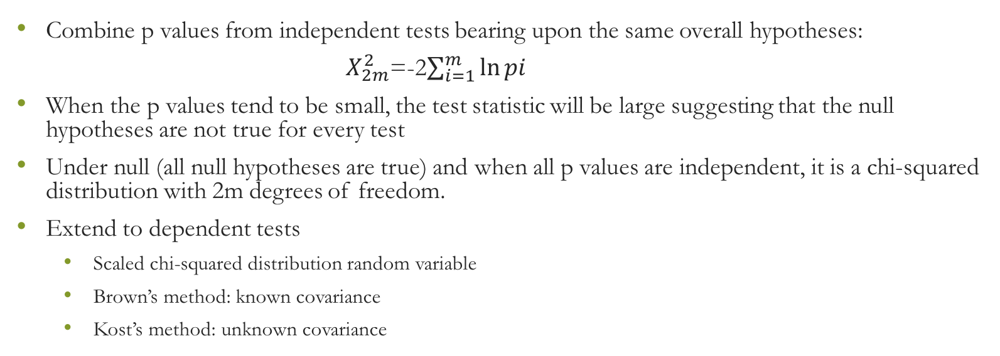 • Combine p values from independent tests bearing upon the same overall hypotheses:
X²₂ₘ=-2∑ᵐᵢ₌₁ ln pi
• When the p values tend to be small, the test statistic will be large suggesting that the null
hypotheses are not true for every test
• Under null (all null hypotheses are true) and when all p values are independent, it is a chi-squared
distribution with 2m degrees of freedom.
• Extend to dependent tests
• Scaled chi-squared distribution random variable
• Brown’s method: known covariance
• Kost’s method: unknown covariance